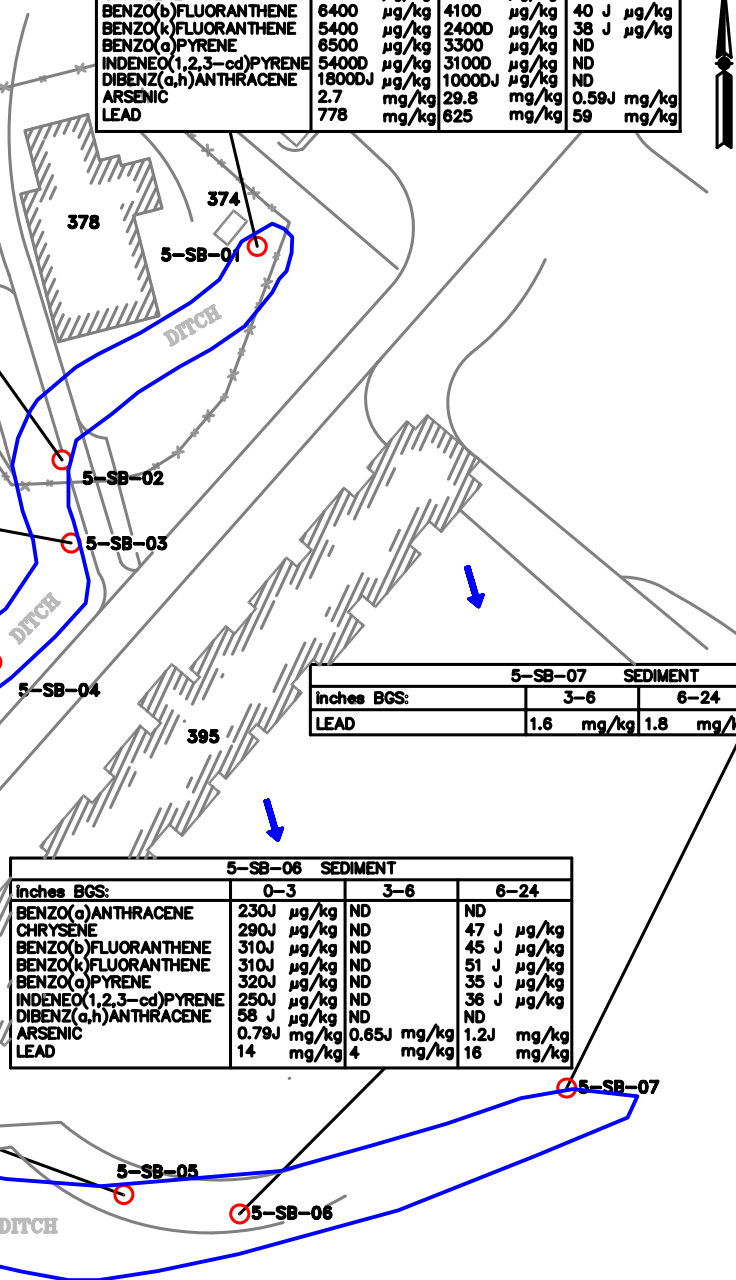 BENZO(b)FLUORANTHENE 6400 µg/kg 4100 µg/kg 40 J µg/kg
BENZO(k)FLUORANTHENE 5400 µg/kg 2400D µg/kg 38 J µg/kg
BENZO(a)PYRENE 6500 µg/kg 3300 µg/kg ND
INDENEO(1,2,3-cd)PYRENE 5400D µg/kg 3100D µg/kg ND
DIBENZ(a,h)ANTHRACENE 1800DJ µg/kg 1000DJ µg/kg ND
ARSENIC 2.7 mg/kg 29.8 mg/kg 0.59J mg/kg
LEAD 778 mg/kg 625 mg/kg 59 mg/kg
374
378
5-SB-01
DITCH
5-SB-02
5-SB-03
DITCH
5-SB-04
5-SB-07 SEDIMENT
inches BGS: 3-6 6-24
LEAD 1.6 mg/kg 1.8
395
5-SB-06 SEDIMENT
inches BGS: 0-3 3-6 6-24
BENZO(a)ANTHRACENE 230J µg/kg ND ND
CHRYSENE 290J µg/kg ND 47 J µg/kg
BENZO(b)FLUORANTHENE 310J µg/kg ND 45 J µg/kg
BENZO(k)FLUORANTHENE 310J µg/kg ND 51 J µg/kg
BENZO(a)PYRENE 320J µg/kg ND 35 J µg/kg
INDENEO(1,2,3-cd)PYRENE 250J µg/kg ND 36 J µg/kg
DIBENZ(a,h)ANTHRACENE 58 J µg/kg ND ND
ARSENIC 0.79J mg/kg 0.65J mg/kg 1.2J mg/kg
LEAD 14 mg/kg 4 mg/kg 16 mg/kg
5-SB-07
5-SB-05
5-SB-06
DITCH